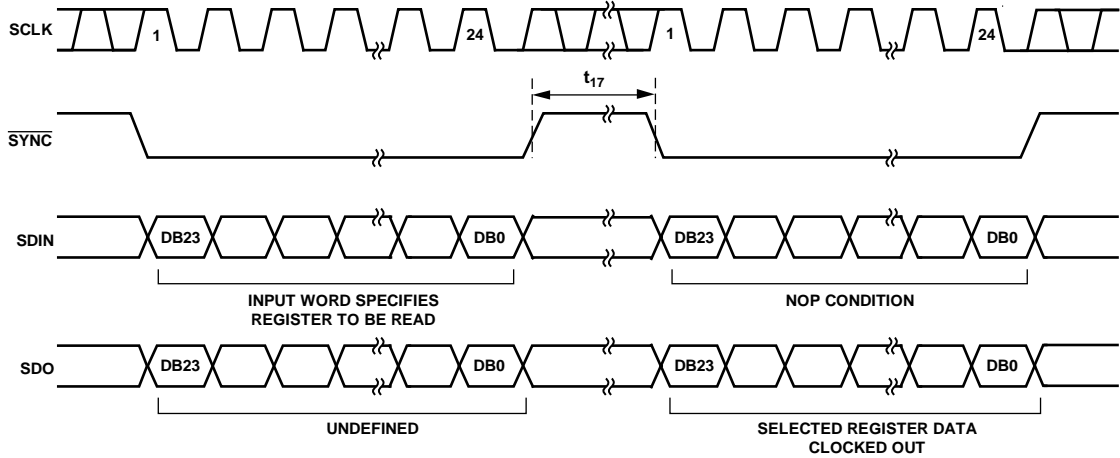 SCLK
1
24
1
24
t17
SYNC
SDIN
DB23
DB0
DB23
DB0
INPUT WORD SPECIFIES
REGISTER TO BE READ
NOP CONDITION
SDO
DB23
DB0
DB23
DB0
UNDEFINED
SELECTED REGISTER DATA
CLOCKED OUT